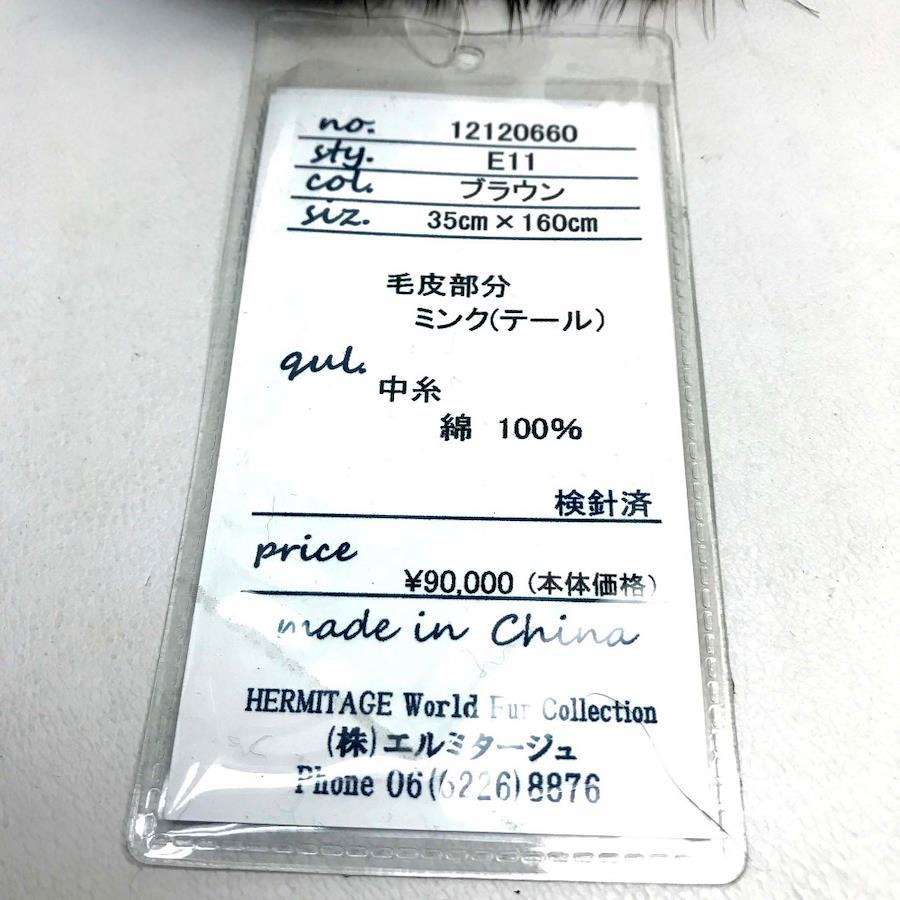 no. 12120660
sty. E11
col. ブラウン
siz. 35cm×160cm
毛皮部分
ミンク(テール)
qul.
中糸
綿 100%
検針済
price
¥90,000 (本体価格)
made in China
HERMITAGE World Fur Collection
(株)エルミタージュ
Phone 06(6226)8876